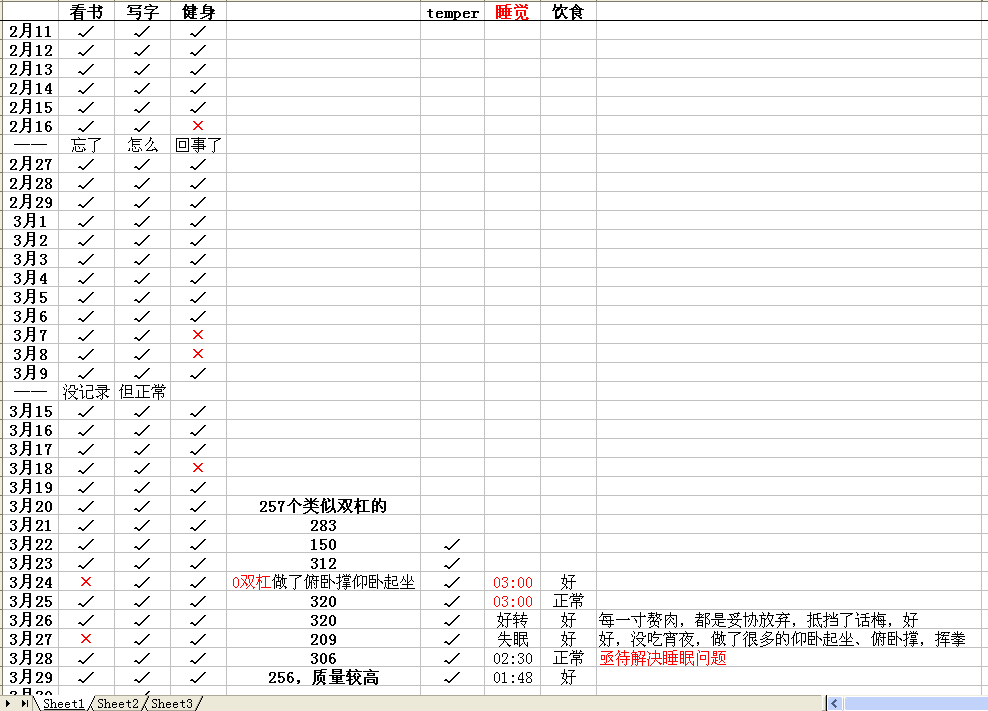 看书 写字 健身 temper 睡觉 饮食
2月11 ✓ ✓ ✓
2月12 ✓ ✓ ✓
2月13 ✓ ✓ ✓
2月14 ✓ ✓ ✓
2月15 ✓ ✓ ✓
2月16 ✓ ✓ ×
—— 忘了 怎么 回事了
2月27 ✓ ✓ ✓
2月28 ✓ ✓ ✓
2月29 ✓ ✓ ✓
3月1 ✓ ✓ ✓
3月2 ✓ ✓ ✓
3月3 ✓ ✓ ✓
3月4 ✓ ✓ ✓
3月5 ✓ ✓ ✓
3月6 ✓ ✓ ✓
3月7 ✓ ✓ ×
3月8 ✓ ✓ ×
3月9 ✓ ✓ ✓
—— 没记录 但正常
3月15 ✓ ✓ ✓
3月16 ✓ ✓ ✓
3月17 ✓ ✓ ✓
3月18 ✓ ✓ ×
3月19 ✓ ✓ ✓
3月20 ✓ ✓ ✓ 257个类似双杠的
3月21 ✓ ✓ ✓ 283
3月22 ✓ ✓ ✓ 150 ✓
3月23 ✓ ✓ ✓ 312 ✓
3月24 × ✓ ✓ 0双杠做了俯卧撑仰卧起坐 ✓ 03:00 好
3月25 ✓ ✓ ✓ 320 ✓ 03:00 正常
3月26 ✓ ✓ ✓ 320 ✓ 好转 好 每一寸赘肉，都是妥协放弃，抵挡了话梅，好
3月27 × ✓ ✓ 209 ✓ 失眠 好 好，没吃宵夜，做了很多的仰卧起坐、俯卧撑，挥拳
3月28 ✓ ✓ ✓ 306 ✓ 02:30 正常 亟待解决睡眠问题
3月29 ✓ ✓ ✓ 256，质量较高 ✓ 01:48 好
Sheet1 Sheet2 Sheet3